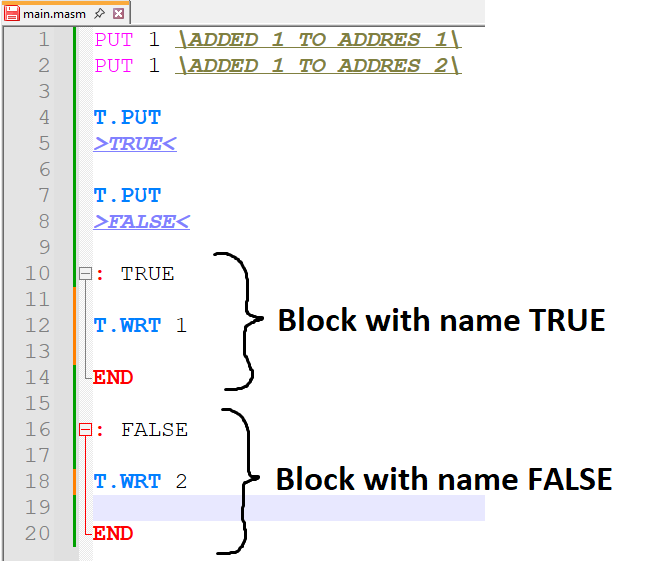 main.masm
1 PUT 1 \ADDED 1 TO ADDRES 1\
2 PUT 1 \ADDED 1 TO ADDRES 2\
3
4 T.PUT
5 >TRUE<
6
7 T.PUT
8 >FALSE<
9
10 : TRUE
11
12 T.WRT 1
13
14 END
15
16 : FALSE
17
18 T.WRT 2
19
20 END
Block with name TRUE
Block with name FALSE